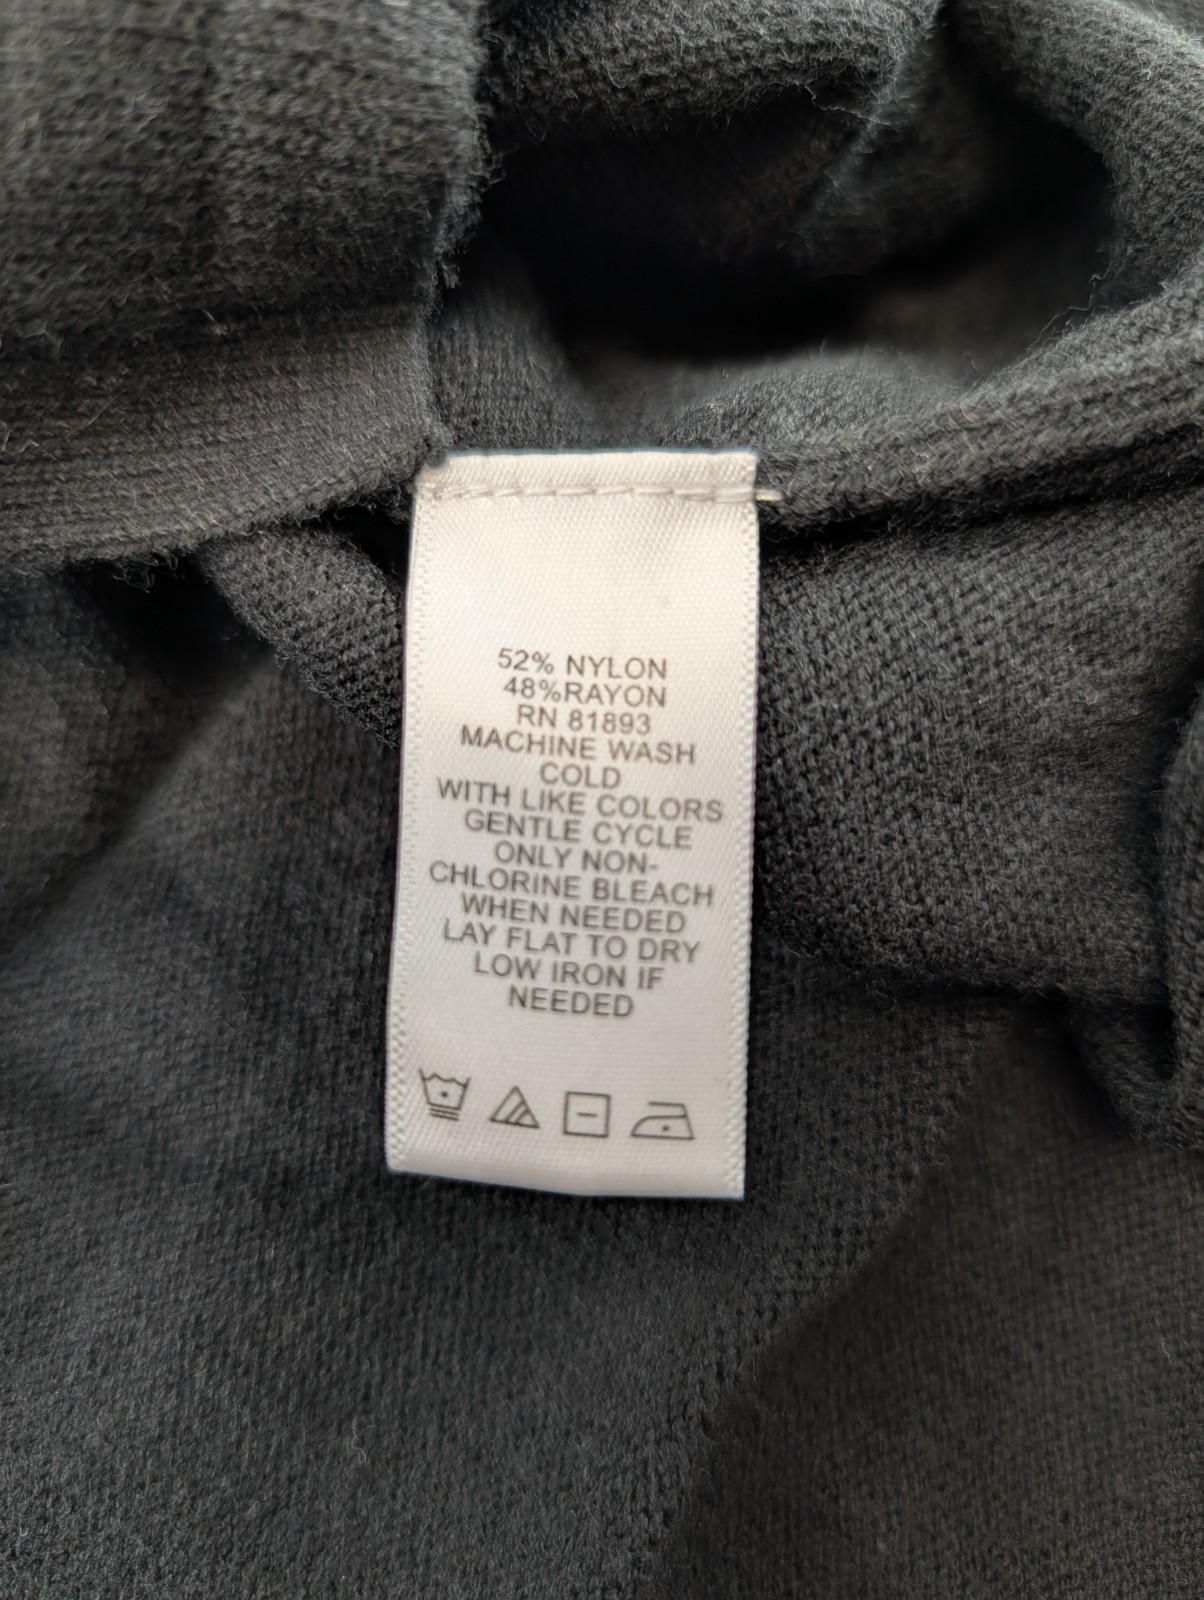 52% NYLON
48%RAYON
RN 81893
MACHINE WASH
COLD
WITH LIKE COLORS
GENTLE CYCLE
ONLY NON-
CHLORINE BLEACH
WHEN NEEDED
LAY FLAT TO DRY
LOW IRON IF
NEEDED